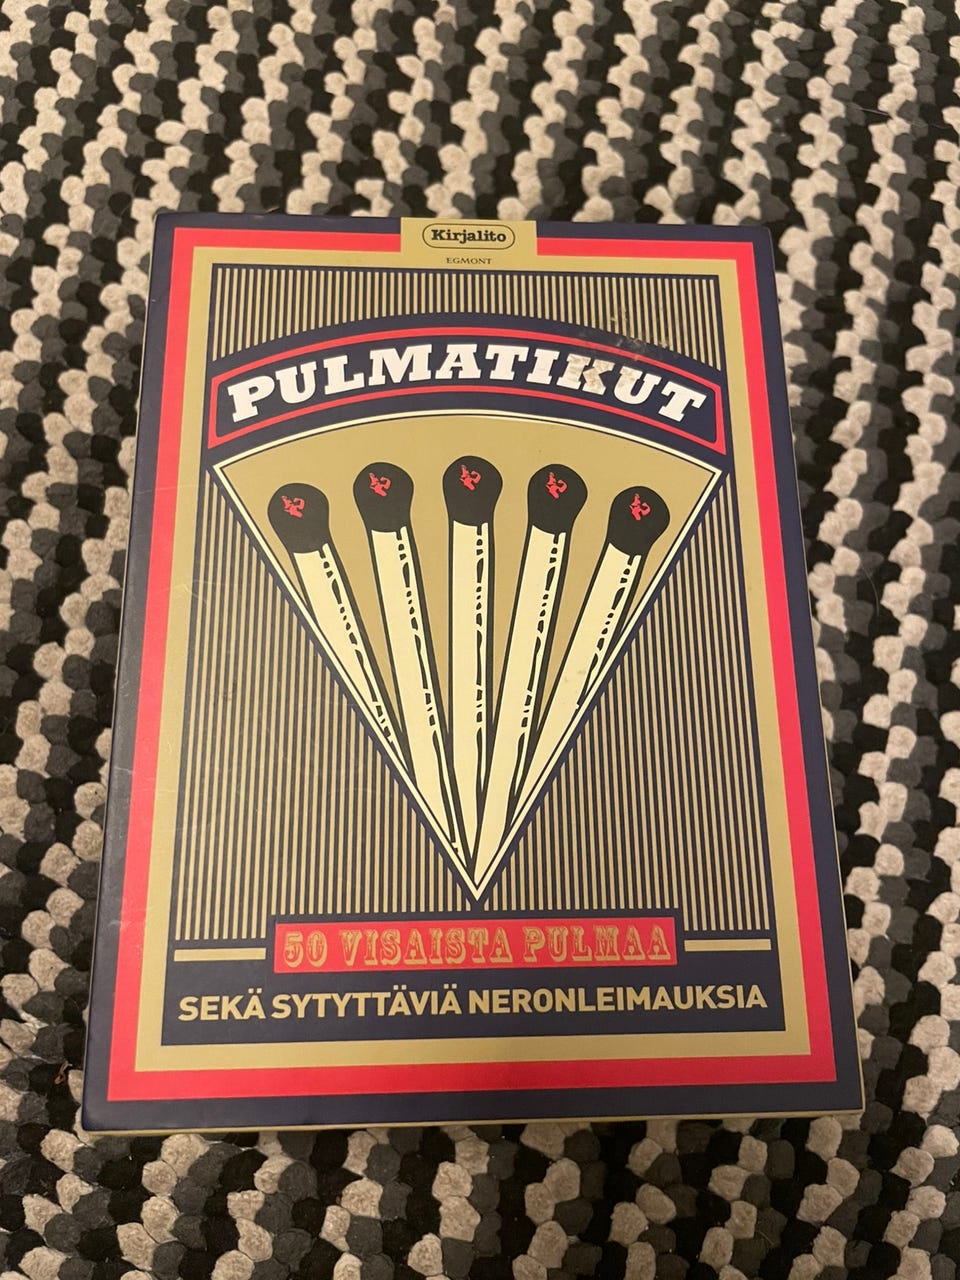 Kirjalito
EGMONT
PULMATIKUT
50 VISAISTA PULMAA
SEKÄ SYTYTTÄVIÄ NERONLEIMAUKSIA